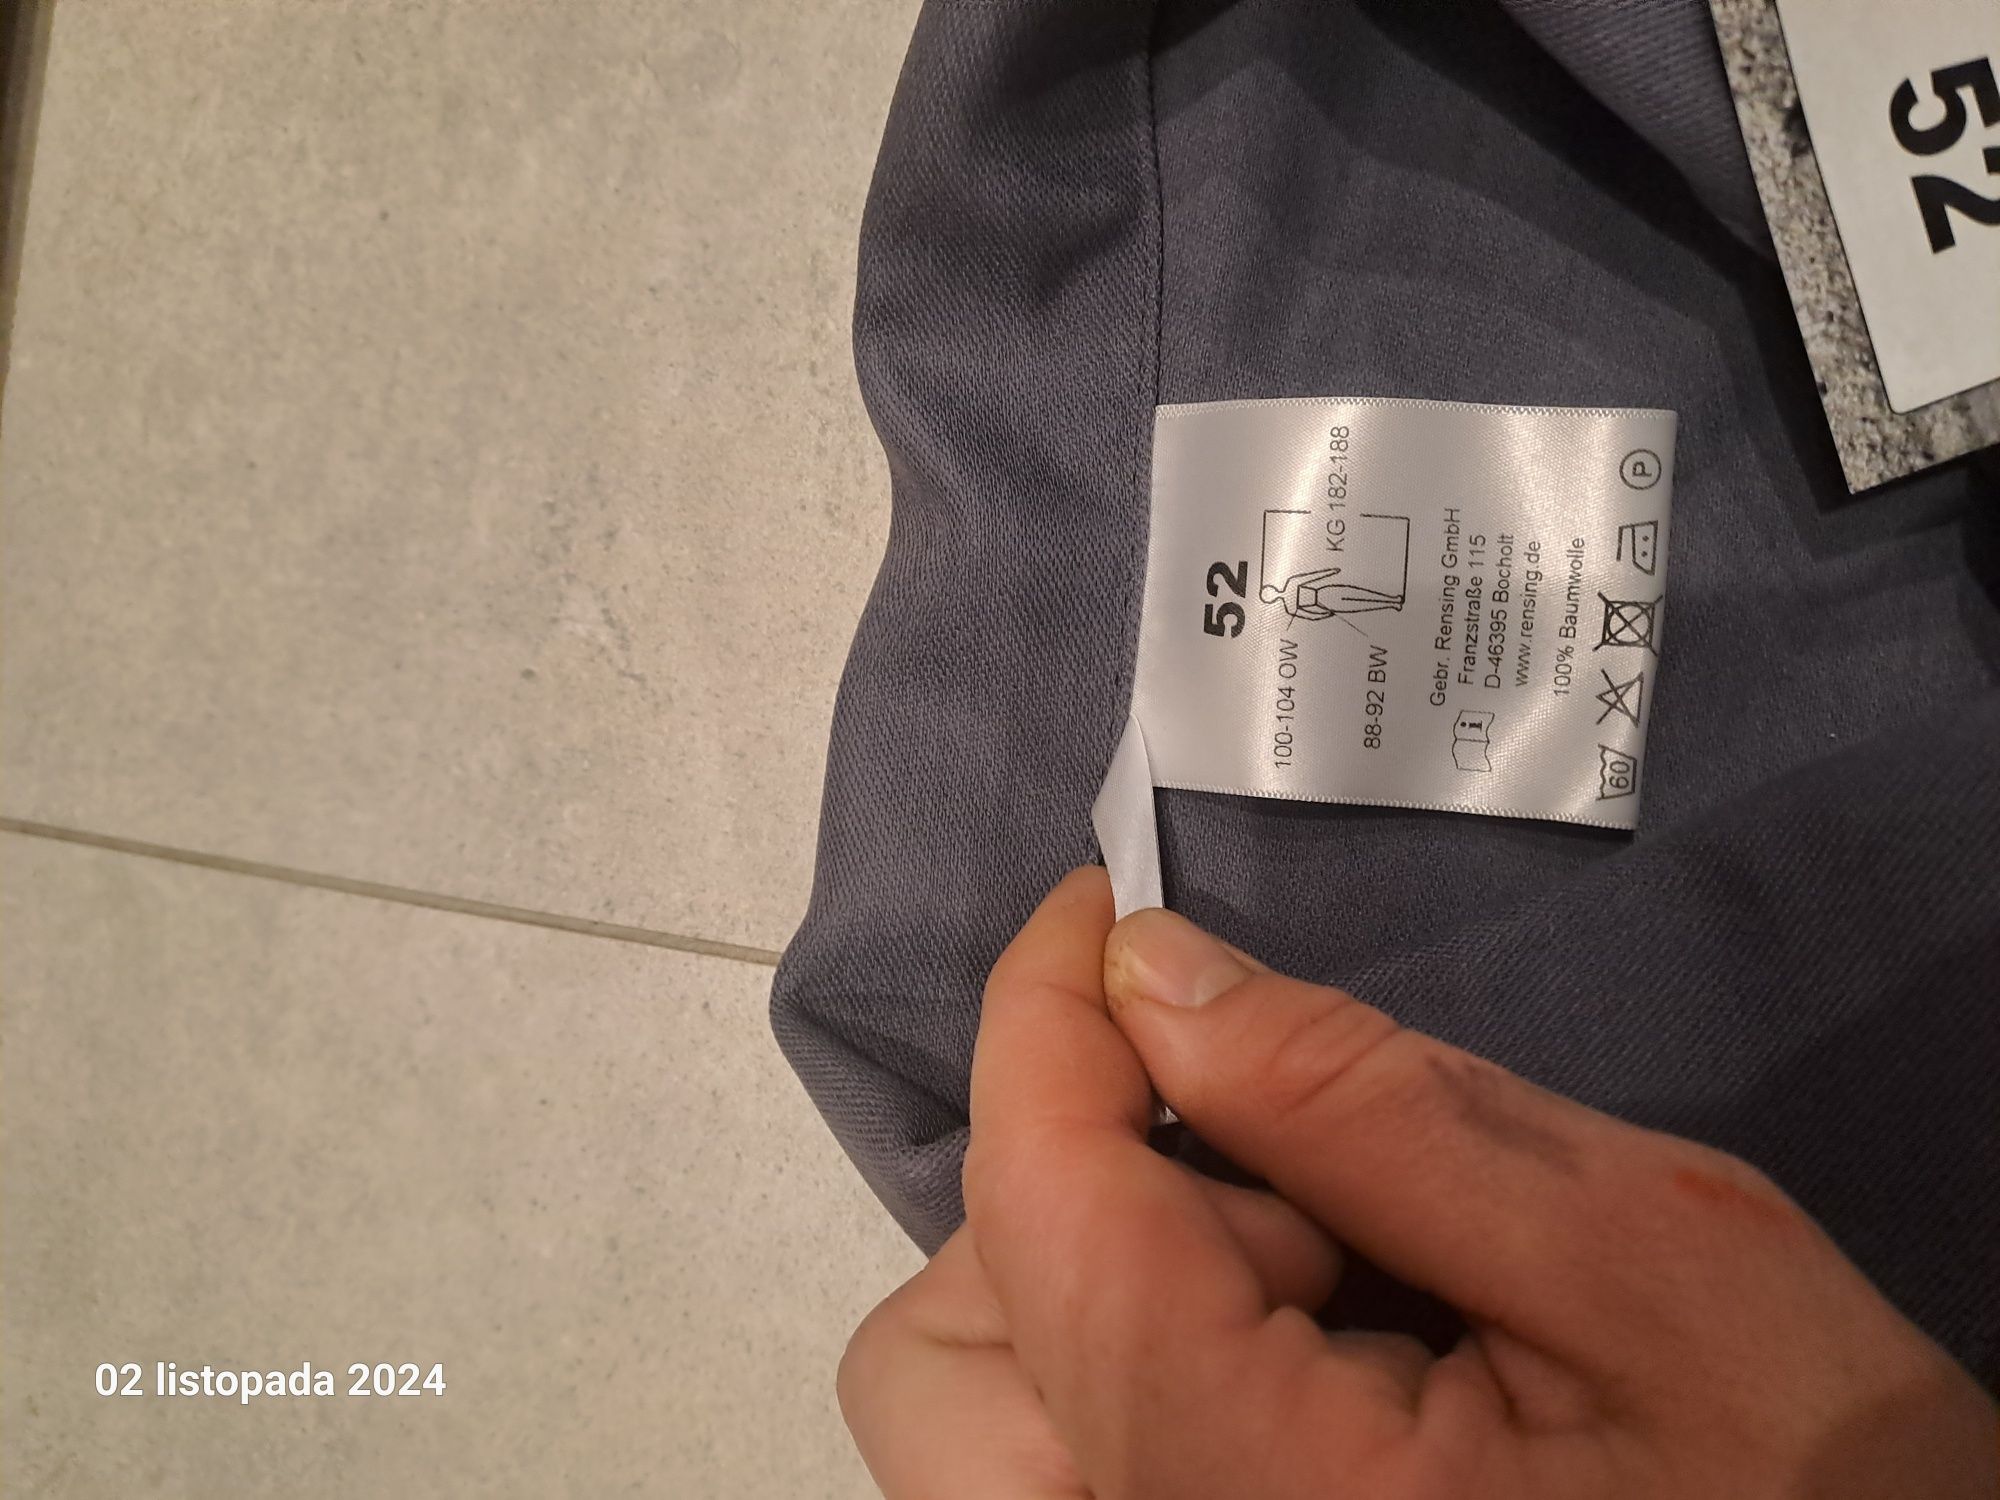 52
52
KG 182-188
100-104 OW
88-92 BW
Gebr. Rensing GmbH
Franzstraße 115
D-46395 Bocholt
www.rensing.de
100% Baumwolle
60
P
02 listopada 2024